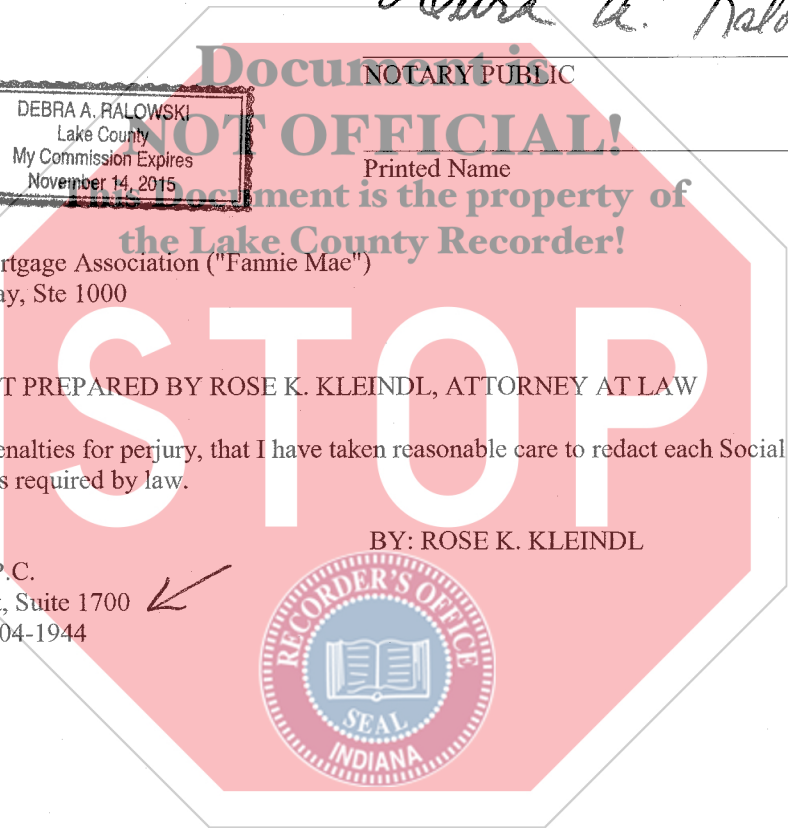 Debra A.
NOTARY PUBLIC
DEBRA A. RALOWSKI
Lake County
My Commission Expires
November 14, 2015
Printed Name
Document is
NOT OFFICIAL!
This Document is the property of
the Lake County Recorder!
rtgage Association ("Fannie Mae")
ay, Ste 1000
STOP
T PREPARED BY ROSE K. KLEINDL, ATTORNEY AT LAW
enalties for perjury, that I have taken reasonable care to redact each Social
s required by law.
BY: ROSE K. KLEINDL
P.C.
t, Suite 1700
04-1944
RECORDER'S OFFICE
SEAL
INDIANA